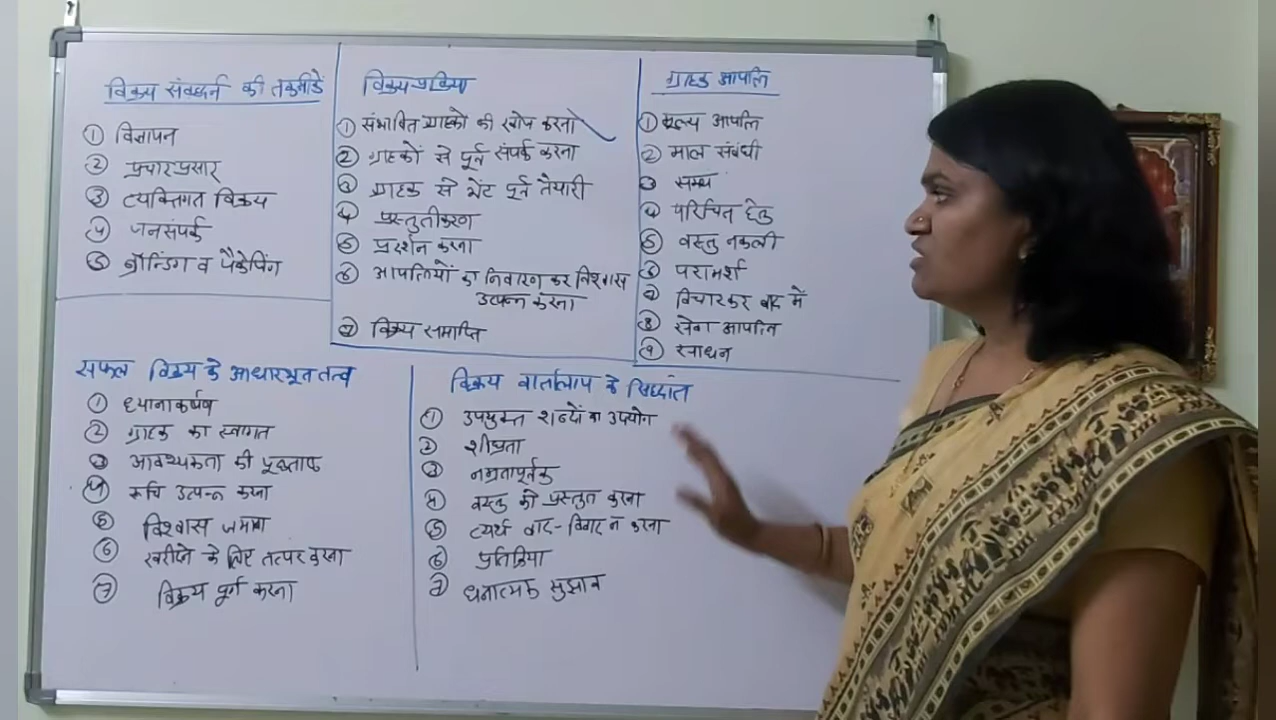 विक्रय संवर्द्धन की तकनीकें
① विज्ञापन
② प्रचार प्रसार
③ व्यक्तिगत विक्रय
④ जनसंपर्क
⑤ ब्रॉन्डिंग व पैकेजिंग
विक्रय प्रक्रिया
① संभावित ग्राहको की खोज करना
② ग्राहकों से पूर्व संपर्क करना
③ ग्राहक से भेंट पूर्व तैयारी
④ प्रस्तुतीकरण
⑤ प्रदर्शन करना
⑥ आपत्तियों का निवारण कर विश्वास
उत्पन्न करना
⑦ विक्रय समाप्ति
ग्राहक आपत्ति
① मूल्य आपत्ति
② माल संबंधी
③ समय
④ परिचित हेतु
⑤ वस्तु नकली
⑥ परामर्श
⑦ विचारकर बाद में
⑧ सेवा आपत्ति
⑨ साधन
सफल विक्रय के आधारभूत तत्व
① ध्यानाकर्षण
② ग्राहक का स्वागत
③ आवश्यकता की पूछताछ
④ रूचि उत्पन्न करना
⑤ विश्वास जमाना
⑥ खरीदने के लिए तत्पर करना
⑦ विक्रय पूर्ण करना
विक्रय वार्तालाप के सिद्धांत
① उपयुक्त शब्दों का उपयोग
② शीघ्रता
③ नम्रतापूर्वक
④ वस्तु को प्रस्तुत करना
⑤ व्यर्थ वाद-विवाद न करना
⑥ प्रतिक्रिया
⑦ धनात्मक सुझाव